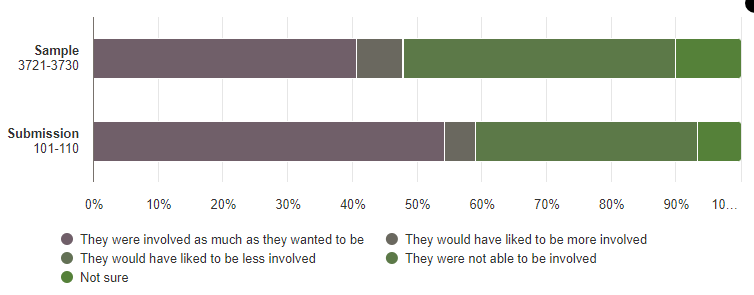 Sample
3721-3730
Submission
101-110
0% 10% 20% 30% 40% 50% 60% 70% 80% 90% 10...
They were involved as much as they wanted to be They would have liked to be more involved
They would have liked to be less involved They were not able to be involved
Not sure